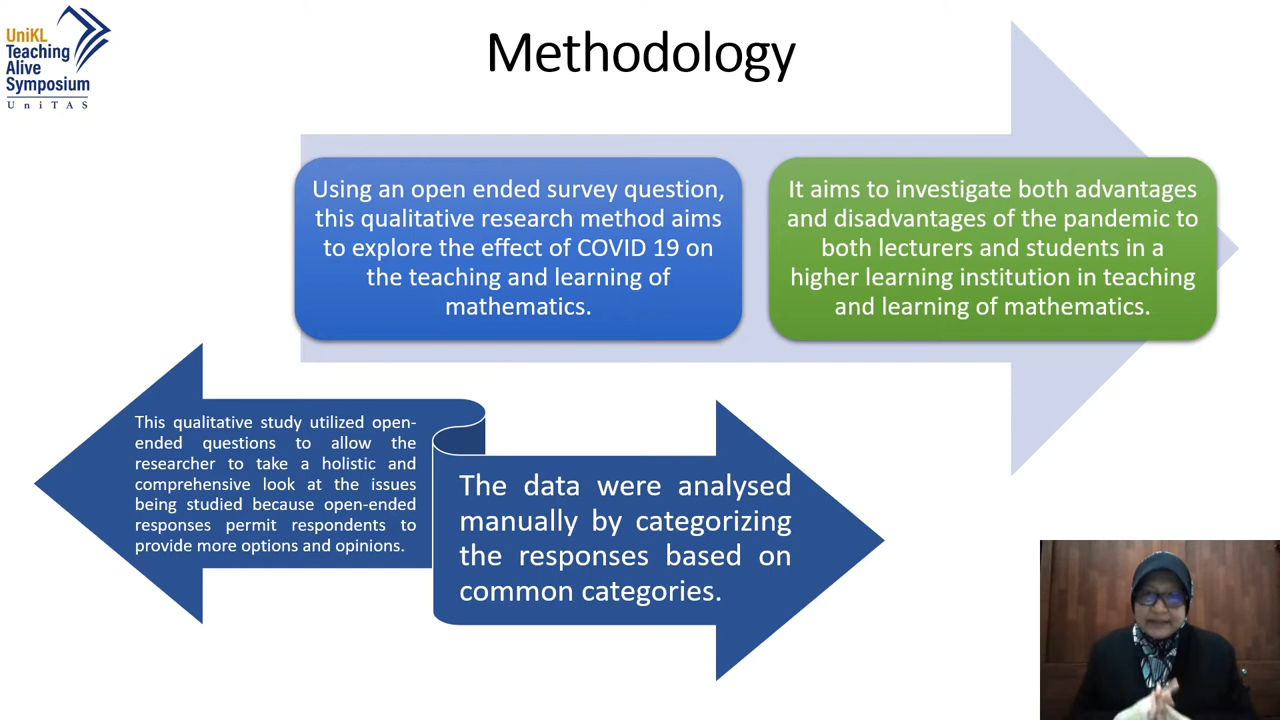 UniKL
Teaching
Alive
Symposium
UniTAS
Methodology
Using an open ended survey question,
this qualitative research method aims
to explore the effect of COVID 19 on
the teaching and learning of
mathematics.
It aims to investigate both advantages
and disadvantages of the pandemic to
both lecturers and students in a
higher learning institution in teaching
and learning of mathematics.
This qualitative study utilized open-
ended questions to allow the
researcher to take a holistic and
comprehensive look at the issues
being studied because open-ended
responses permit respondents to
provide more options and opinions.
The data were analysed
manually by categorizing
the responses based on
common categories.